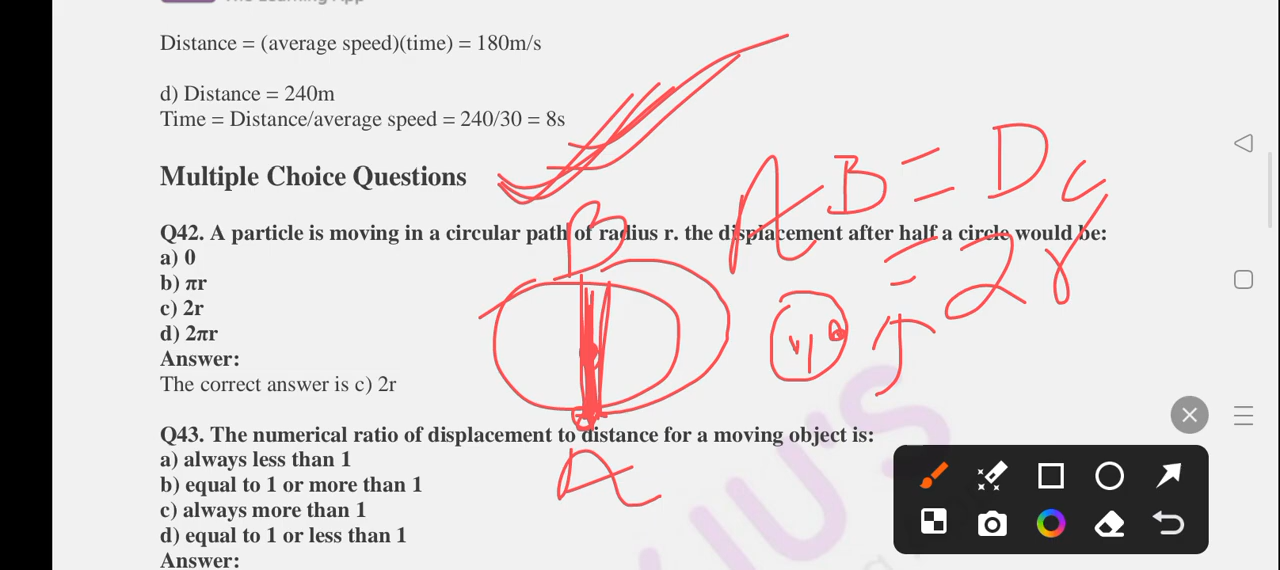 The Learning App
Distance = (average speed)(time) = 180m/s
d) Distance = 240m
Time = Distance/average speed = 240/30 = 8s
Multiple Choice Questions
AB = D
Q42. A particle is moving in a circular path of radius r. the displacement after half a circle would be:
B
= 2r
a) 0
b) πr
c) 2r
d) 2πr
Answer:
The correct answer is c) 2r
Q43. The numerical ratio of displacement to distance for a moving object is:
A
a) always less than 1
b) equal to 1 or more than 1
c) always more than 1
d) equal to 1 or less than 1
Answer: